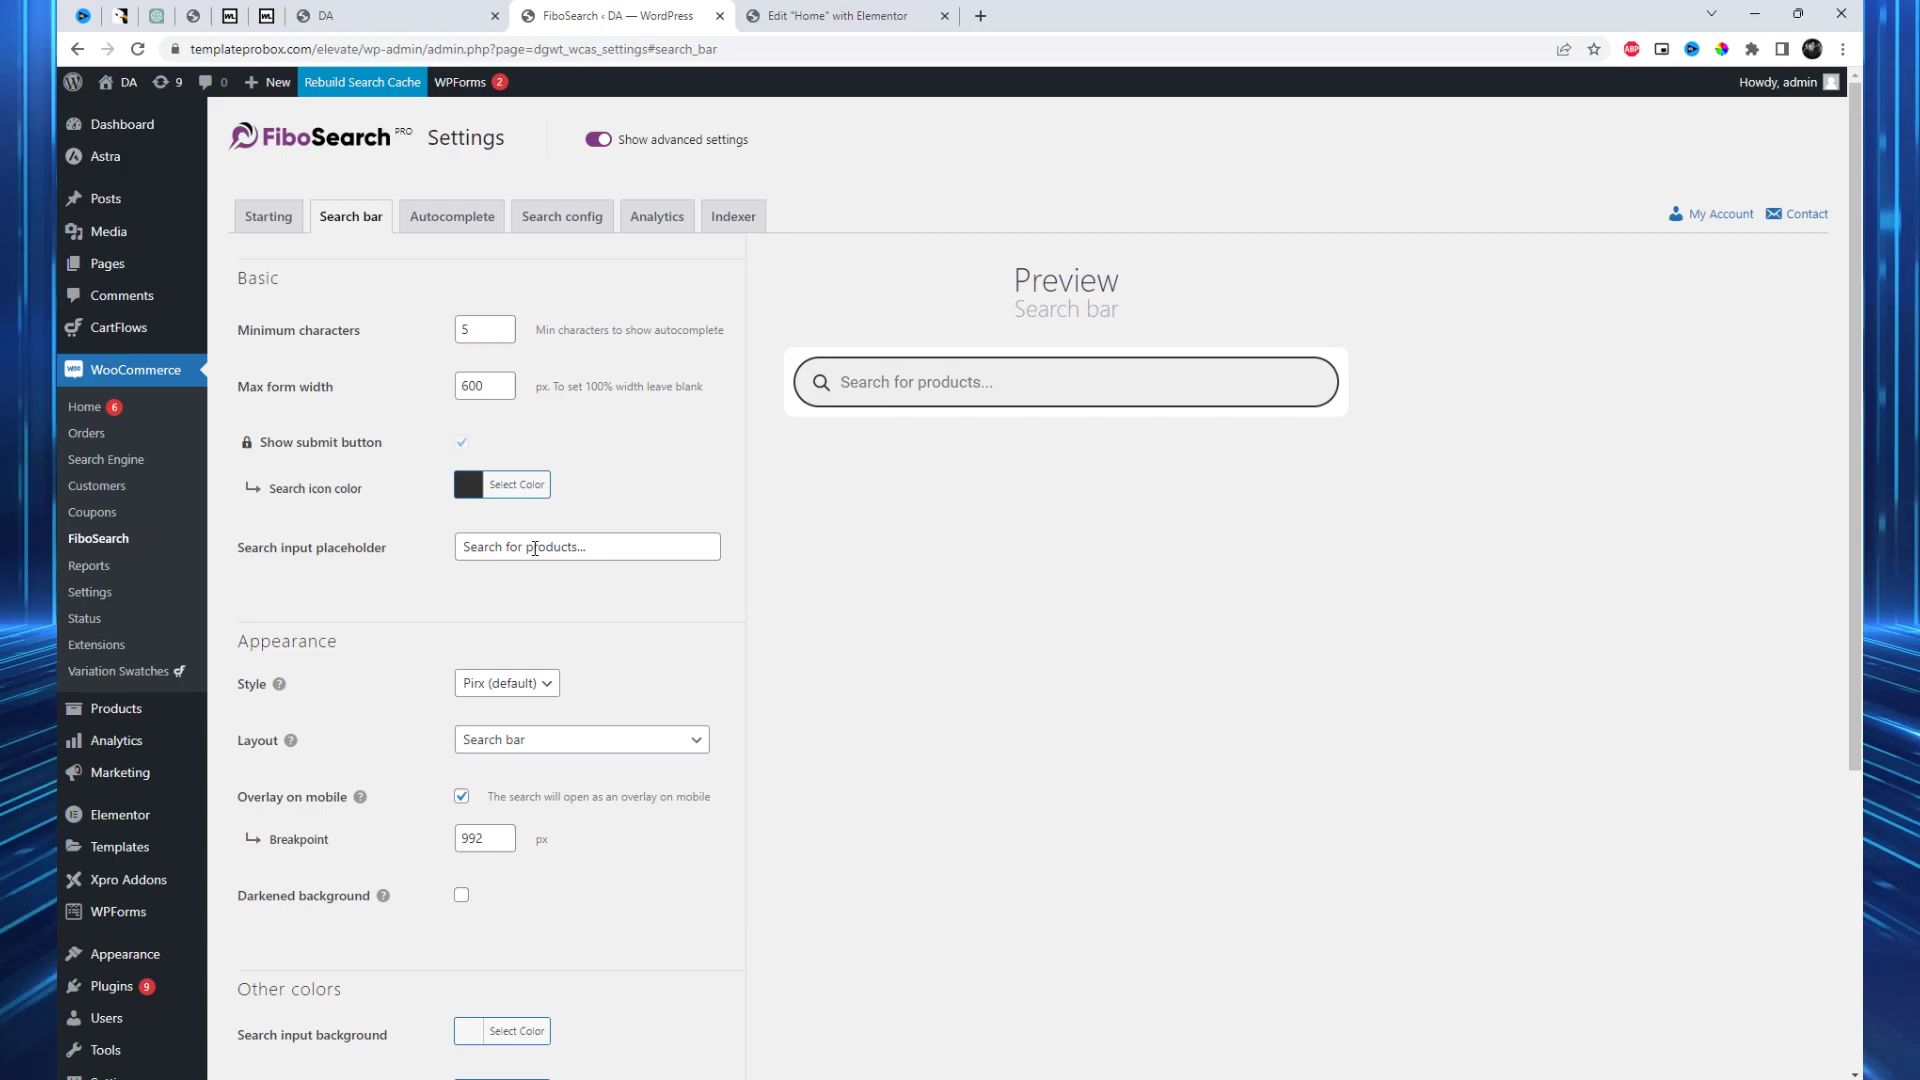 DA
FiboSearch ‹ DA — WordPress
Edit "Home" with Elementor
templateprobox.com/elevate/wp-admin/admin.php?page=dgwt_wcas_settings#search_bar
ABP
DA
9
0
New
Rebuild Search Cache
WPForms 2
Howdy, admin
Dashboard
Astra
Posts
Media
Pages
Comments
CartFlows
WooCommerce
Home 6
Orders
Search Engine
Customers
Coupons
FiboSearch
Reports
Settings
Status
Extensions
Variation Swatches
Products
Analytics
Marketing
Elementor
Templates
Xpro Addons
WPForms
Appearance
Plugins 9
Users
Tools
FiboSearch PRO Settings
Show advanced settings
Starting
Search bar
Autocomplete
Search config
Analytics
Indexer
My Account
Contact
Basic
Minimum characters
5
Min characters to show autocomplete
Max form width
600
px. To set 100% width leave blank
Show submit button
Search icon color
Select Color
Search input placeholder
Search for products...
Appearance
Style ?
Pirx (default)
Layout ?
Search bar
Overlay on mobile ?
The search will open as an overlay on mobile
Breakpoint
992
px
Darkened background ?
Other colors
Search input background
Select Color
Preview
Search bar
Search for products...